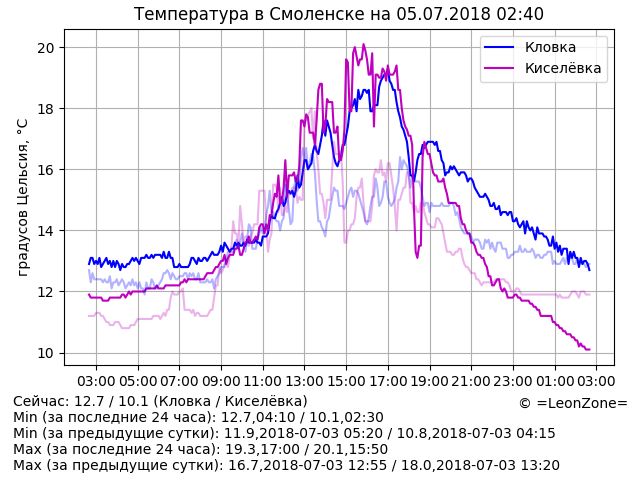 Температура в Смоленске на 05.07.2018 02:40
градусов Цельсия, °C
20
18
16
14
12
10
Кловка
Киселёвка
03:00 05:00 07:00 09:00 11:00 13:00 15:00 17:00 19:00 21:00 23:00 01:00 03:00
© =LeonZone=
Сейчас: 12.7 / 10.1 (Кловка / Киселёвка)
Min (за последние 24 часа): 12.7,04:10 / 10.1,02:30
Min (за предыдущие сутки): 11.9,2018-07-03 05:20 / 10.8,2018-07-03 04:15
Max (за последние 24 часа): 19.3,17:00 / 20.1,15:50
Max (за предыдущие сутки): 16.7,2018-07-03 12:55 / 18.0,2018-07-03 13:20